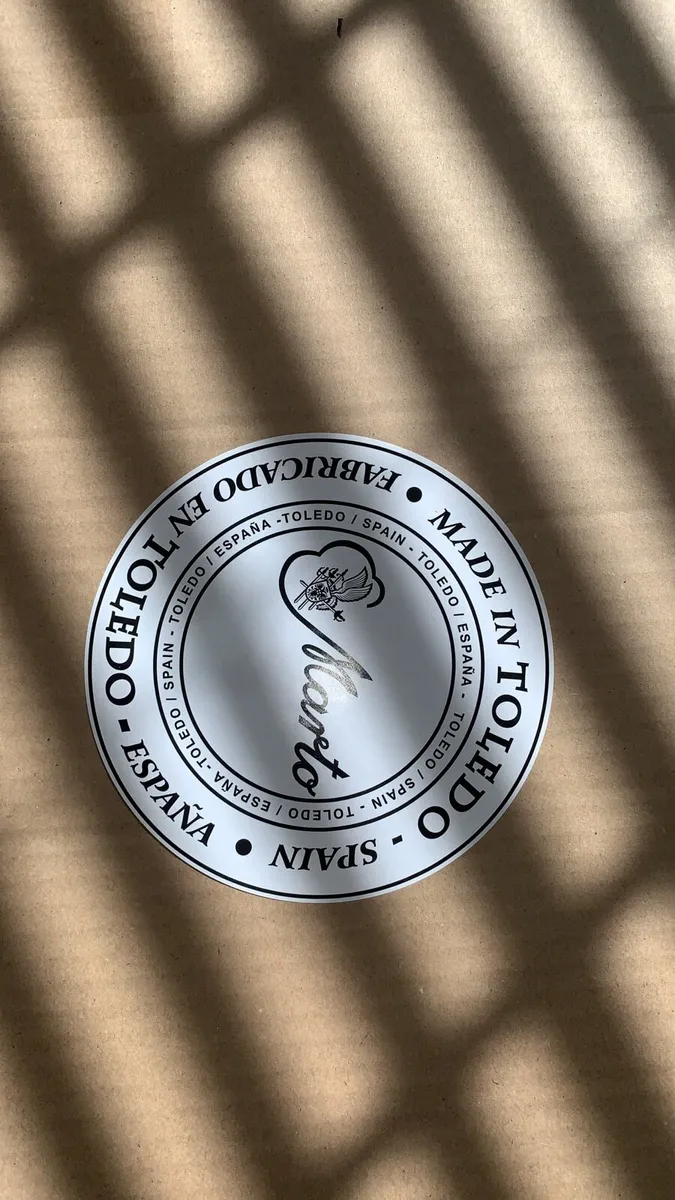 FABRICADO EN TOLEDO - ESPAÑA
MADE IN TOLEDO - SPAIN
-TOLEDO / SPAIN - TOLEDO / ESPAÑA - TOLEDO / SPAIN - TOLEDO / ESPAÑA -TOLEDO / SPAIN - TOLEDO / ESPAÑA
Marto